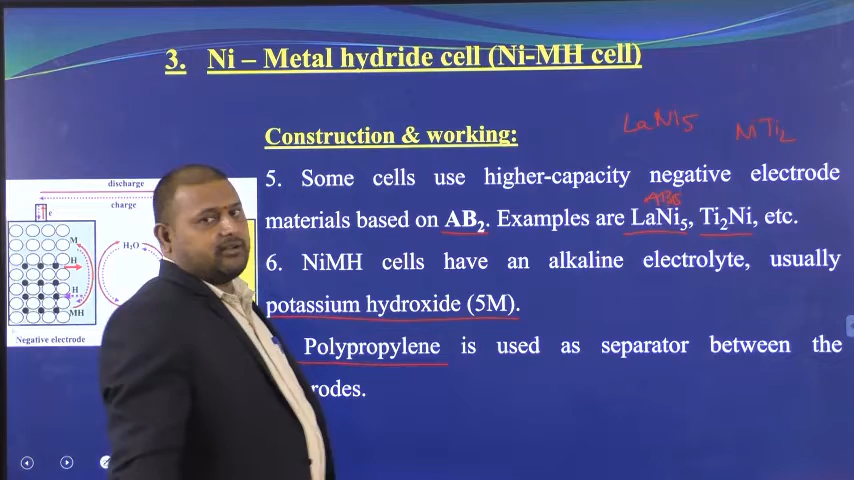 3. Ni – Metal hydride cell (Ni-MH cell)
LaNi5
NiTi2
Construction & working:
discharge
charge
e
M
H
H
MH
H₂O
Negative electrode
5. Some cells use higher-capacity negative electrode
AB5
materials based on AB₂. Examples are LaNi₅, Ti₂Ni, etc.
6. NiMH cells have an alkaline electrolyte, usually
potassium hydroxide (5M).
Polypropylene is used as separator between the
rodes.